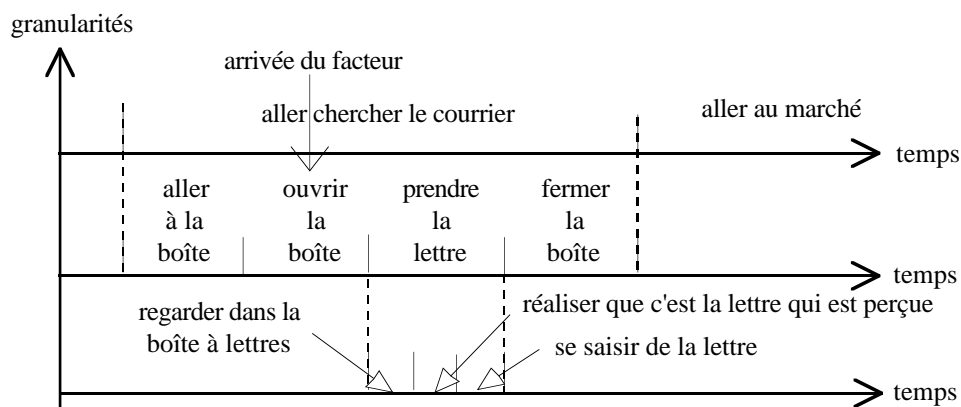 granularités
arrivée du facteur
aller chercher le courrier
aller au marché
temps
aller
à la
boîte
ouvrir
la
boîte
prendre
la
lettre
fermer
la
boîte
temps
regarder dans la
boîte à lettres
réaliser que c'est la lettre qui est perçue
se saisir de la lettre
temps